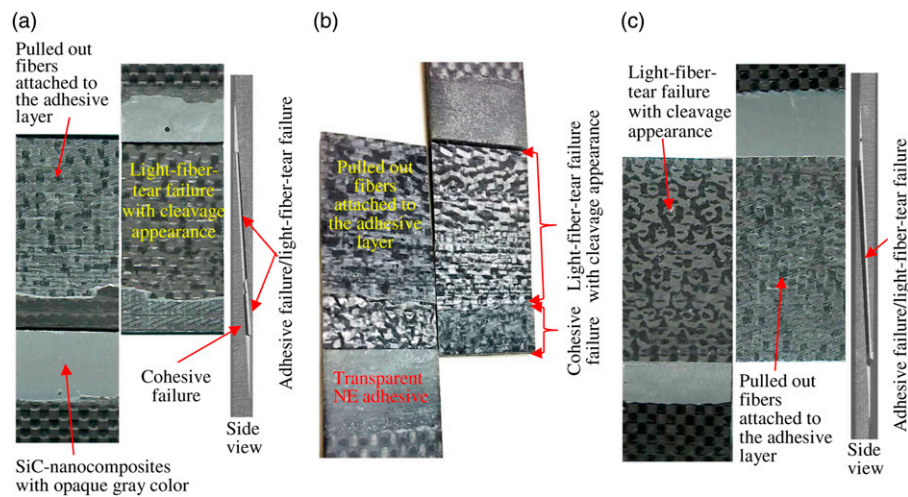 (a)
Pulled out
fibers
attached to
the adhesive
layer
Light-fiber-
tear failure
with cleavage
appearance
Adhesive failure/light-fiber-tear failure
Cohesive
failure
Side
view
SiC-nanocomposites
with opaque gray color
(b)
Pulled out
fibers
attached to
the adhesive
layer
Light-fiber-tear failure
with cleavage appearance
Cohesive
failure
Transparent
NE adhesive
(c)
Light-fiber-
tear failure
with cleavage
appearance
Adhesive failure/light-fiber-tear failure
Pulled out
fibers
attached to
the adhesive
layer
Side
view